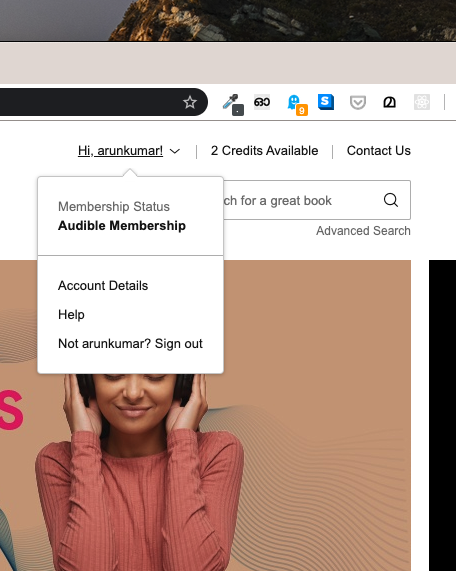 ത്ര
S
9
Hi, arunkumar!
2 Credits Available
Contact Us
Membership Status
Audible Membership
ch for a great book
Advanced Search
Account Details
Help
Not arunkumar? Sign out
S